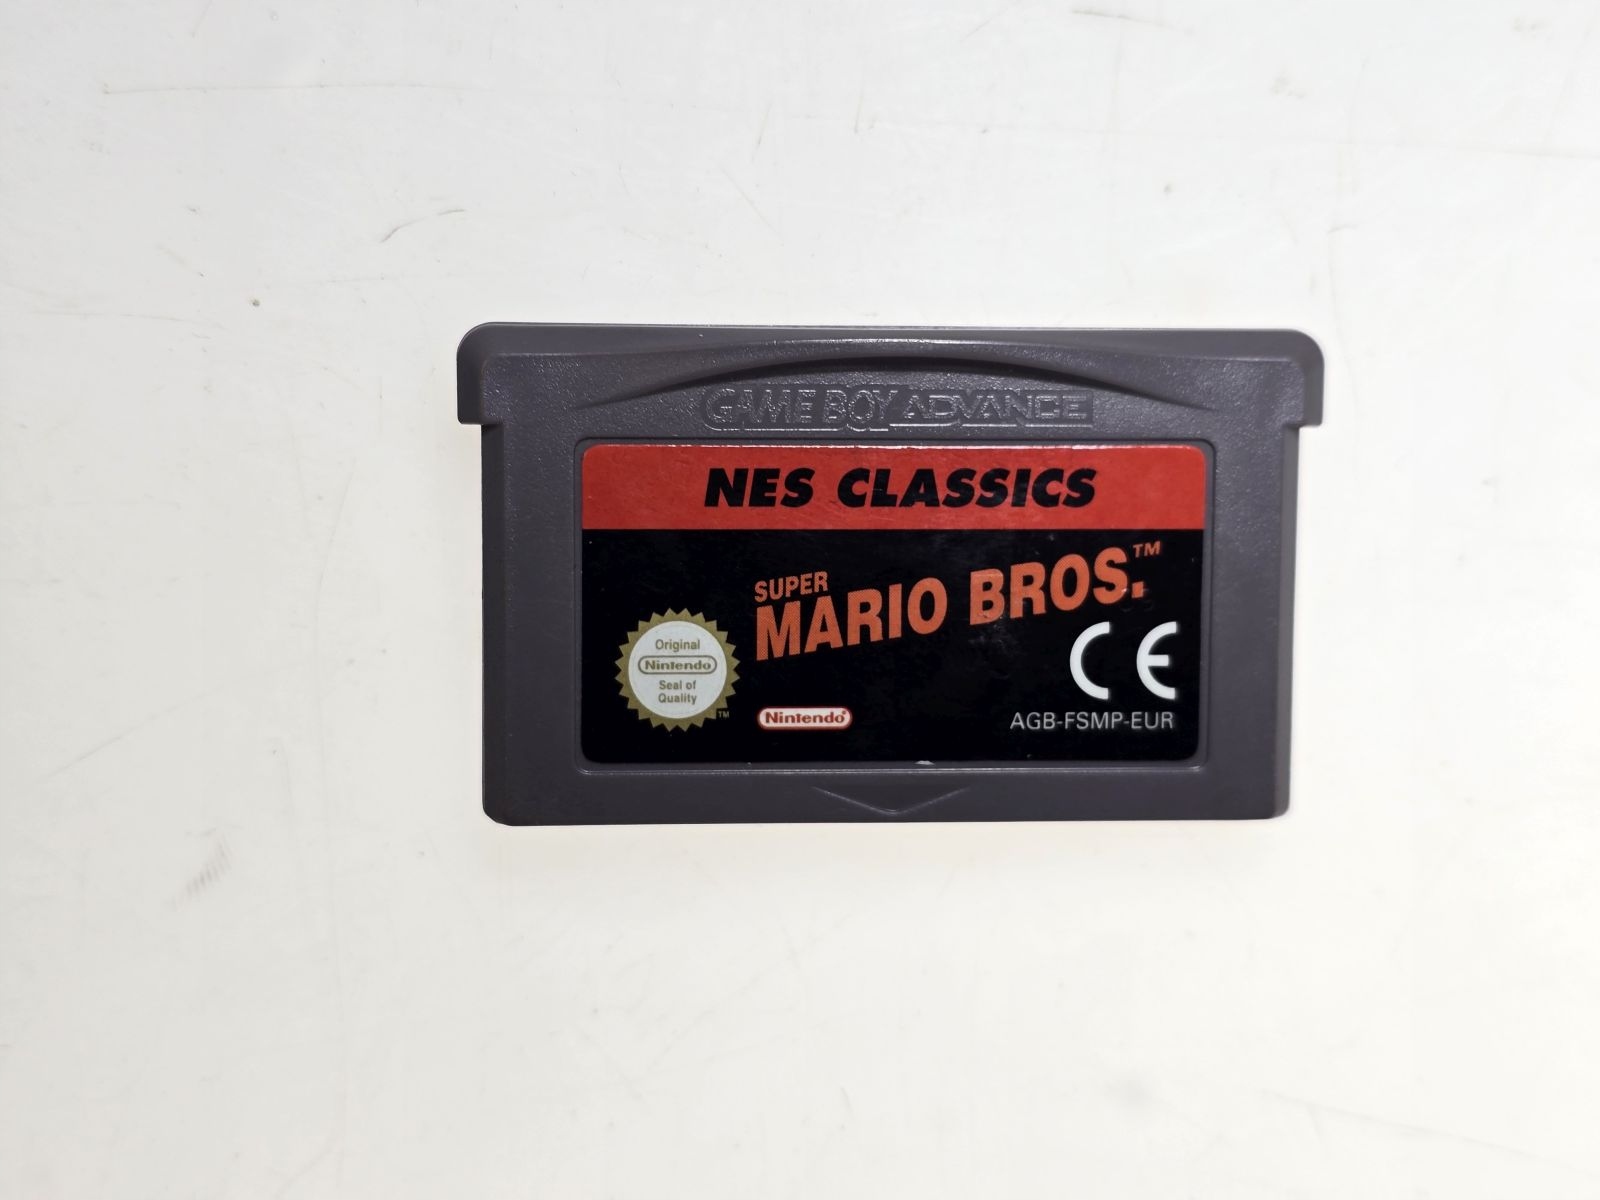 GAME BOY ADVANCE
NES CLASSICS
SUPER
MARIO BROS.™
Original
Nintendo
Seal of
Quality
™
Nintendo®
CE
AGB-FSMP-EUR